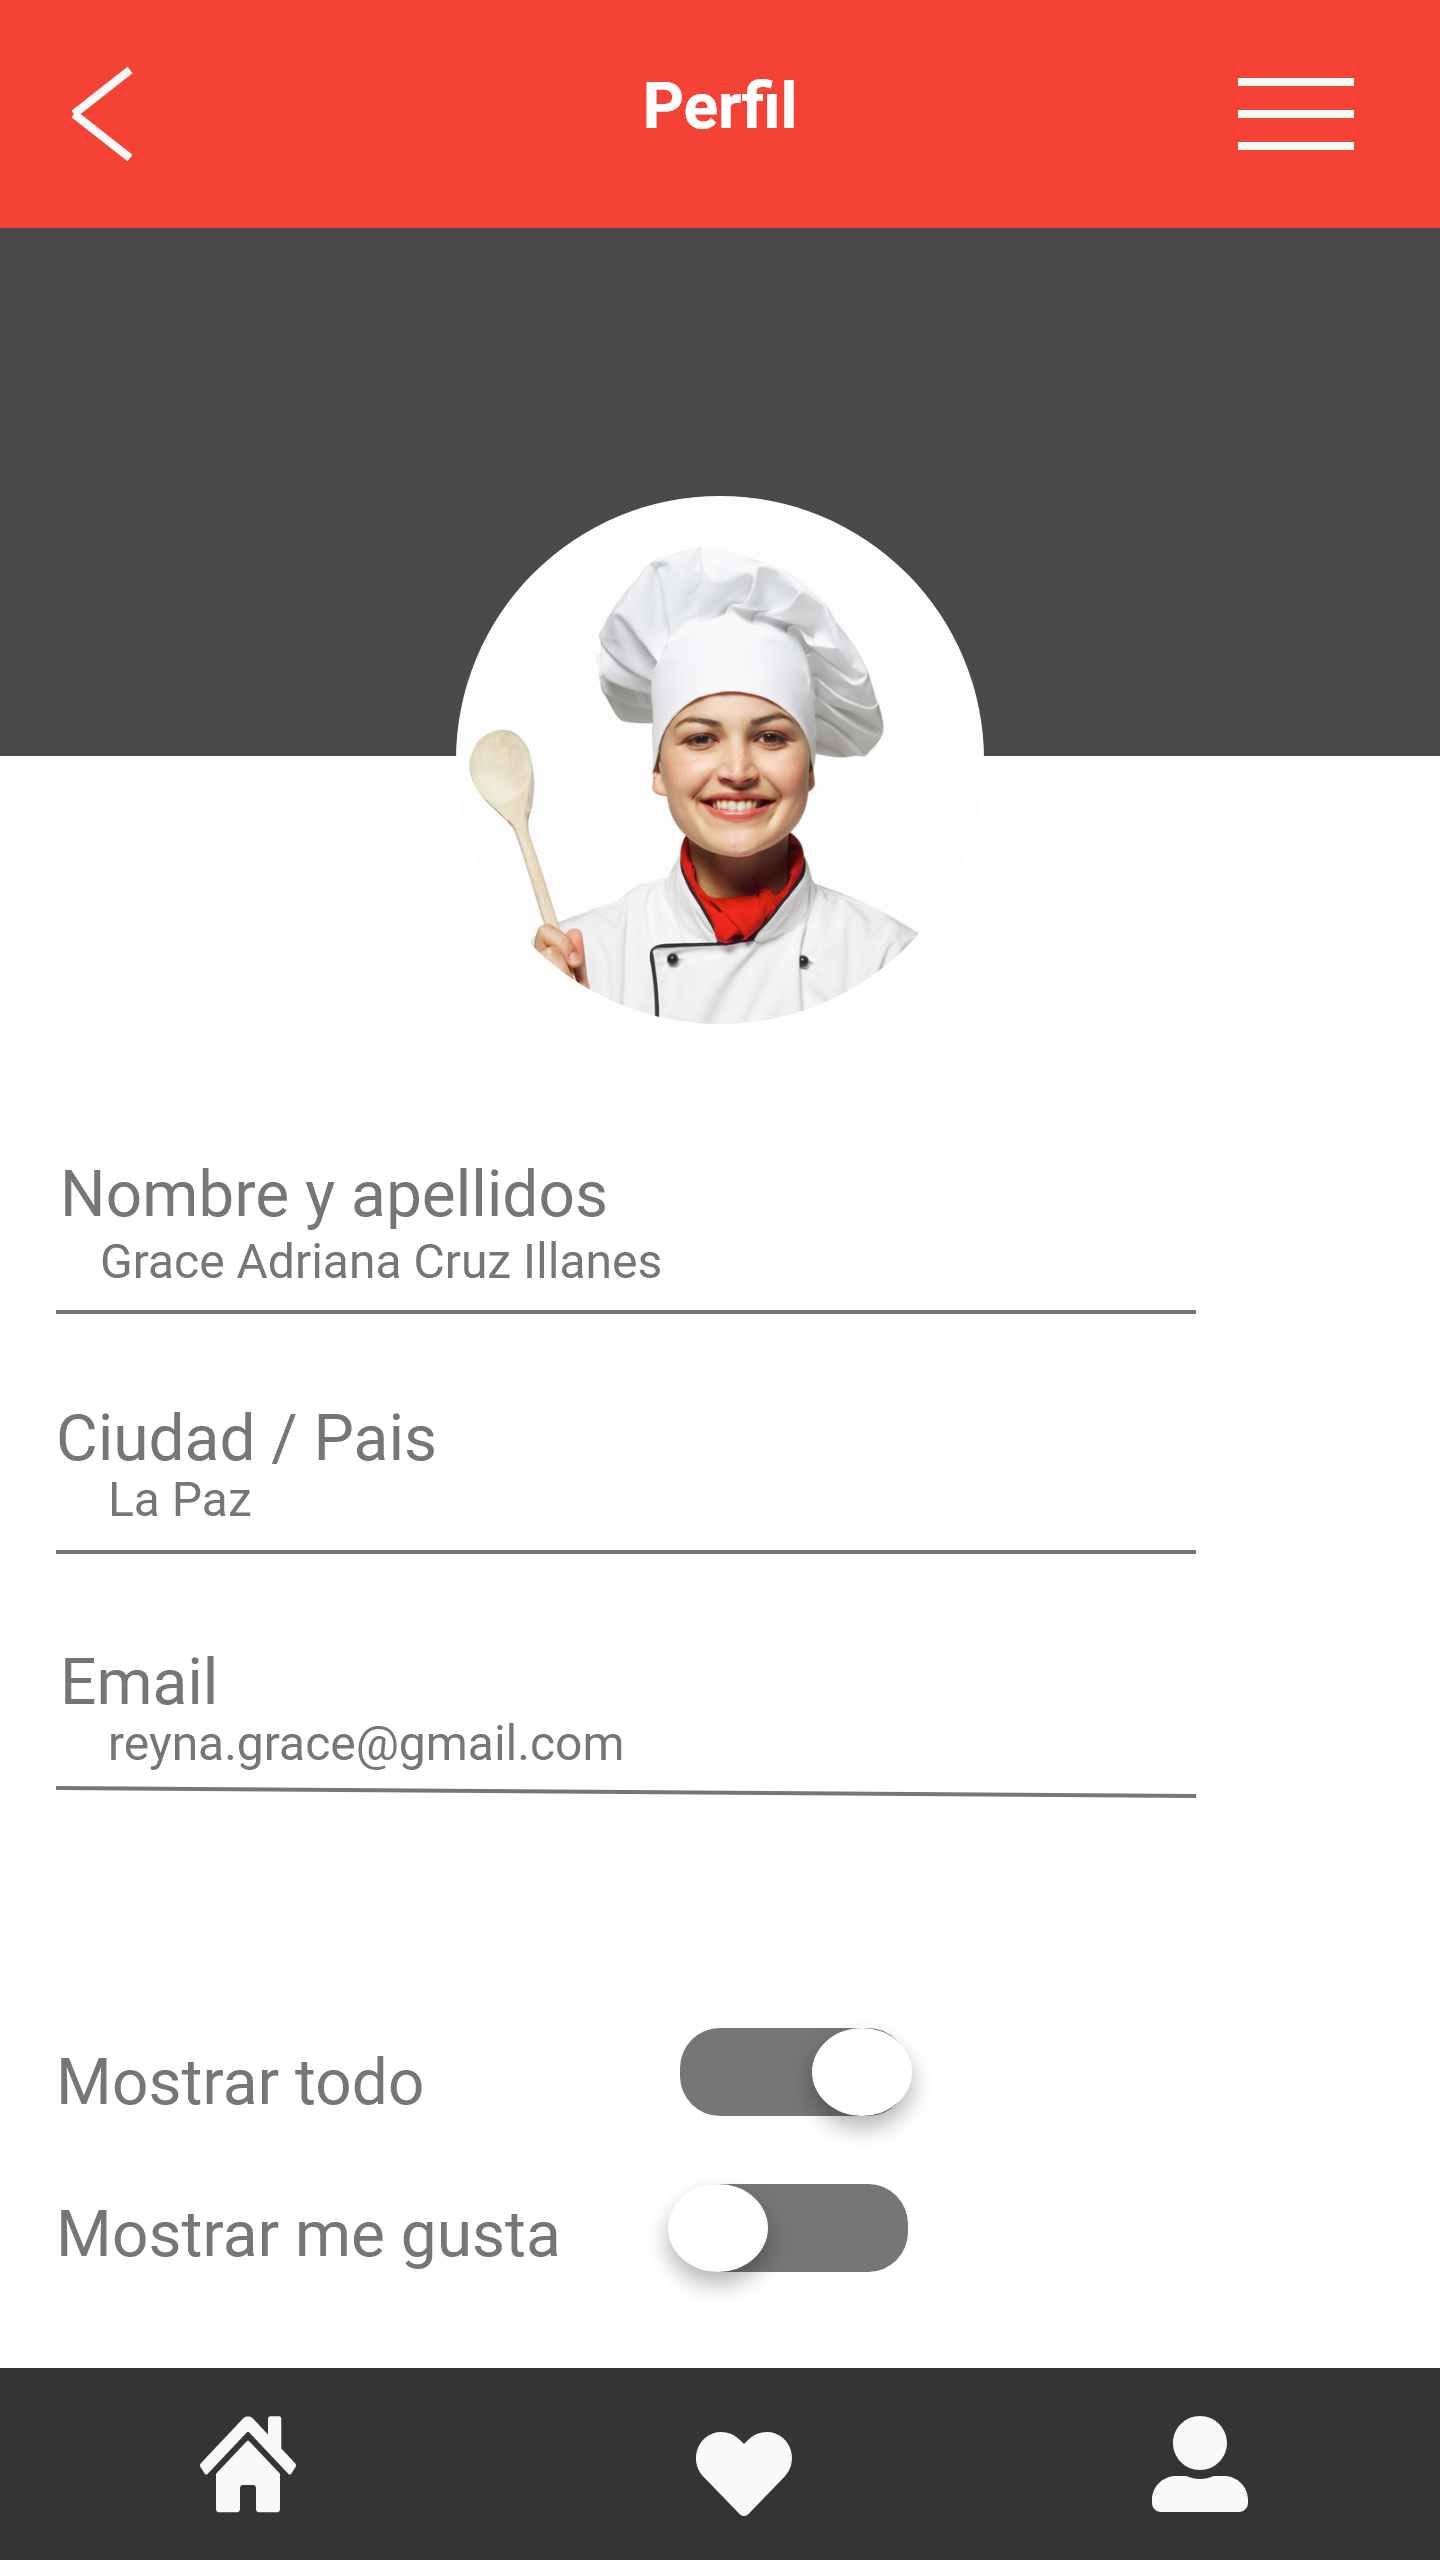 Perfil
Nombre y apellidos
Grace Adriana Cruz Illanes
Ciudad / Pais
La Paz
Email
reyna.grace@gmail.com
Mostrar todo
Mostrar me gusta